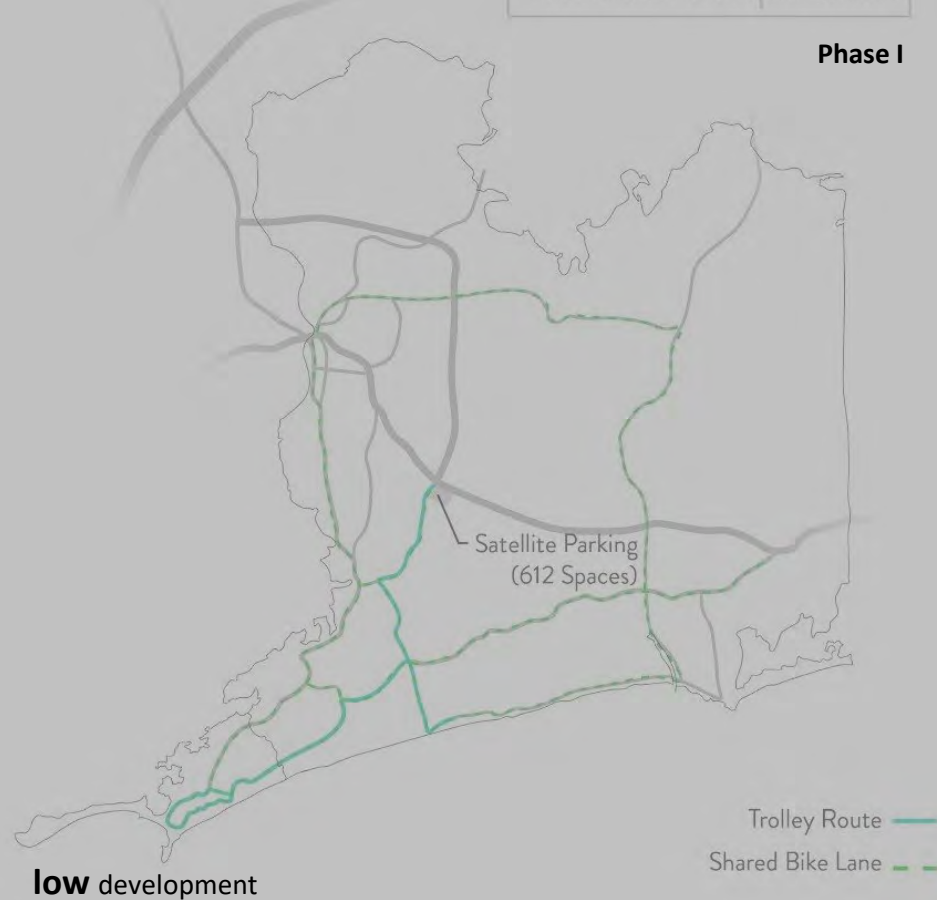 Phase I
Satellite Parking
(612 Spaces)
Trolley Route
Shared Bike Lane
low development